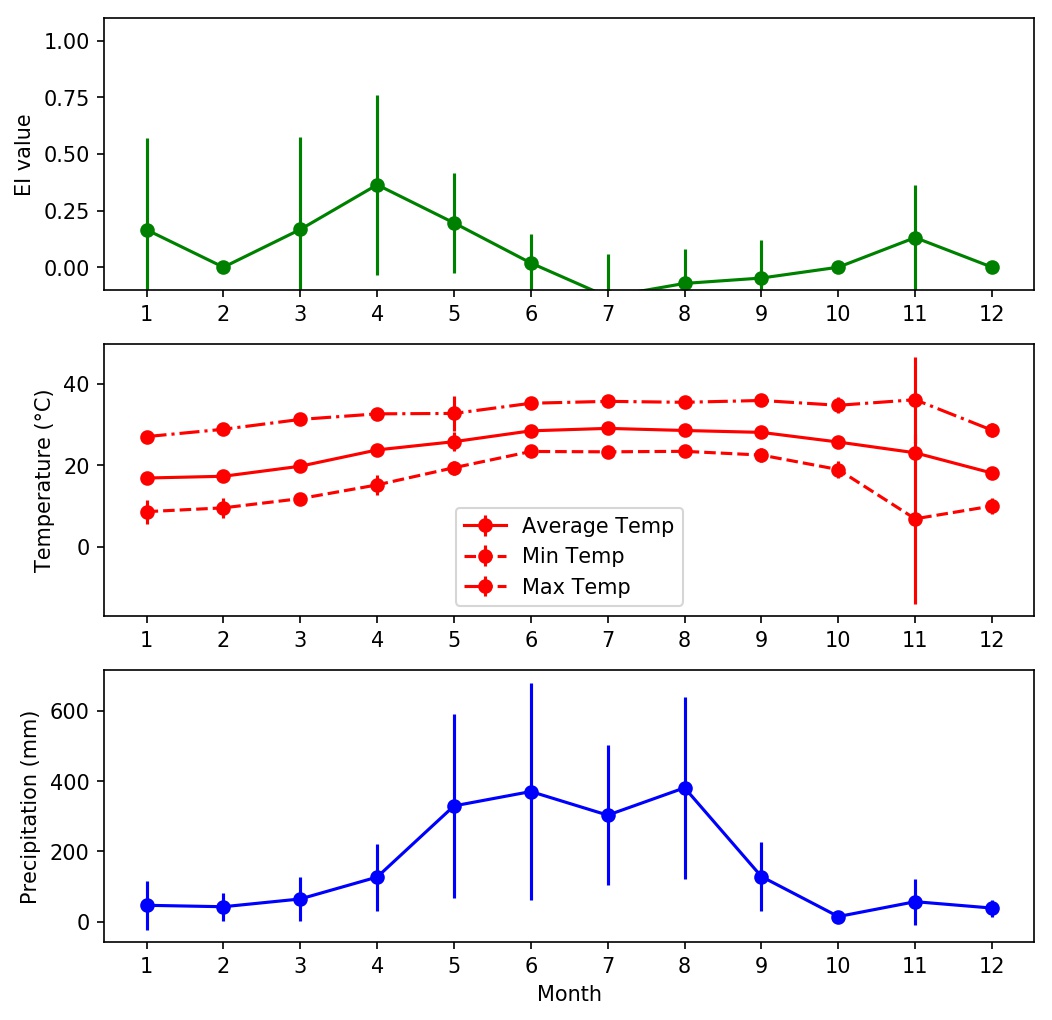 EI value
1.00
0.75
0.50
0.25
0.00
1 2 3 4 5 6 7 8 9 10 11 12
Temperature (°C)
40
20
0
Average Temp
Min Temp
Max Temp
1 2 3 4 5 6 7 8 9 10 11 12
Precipitation (mm)
600
400
200
0
1 2 3 4 5 6 7 8 9 10 11 12
Month